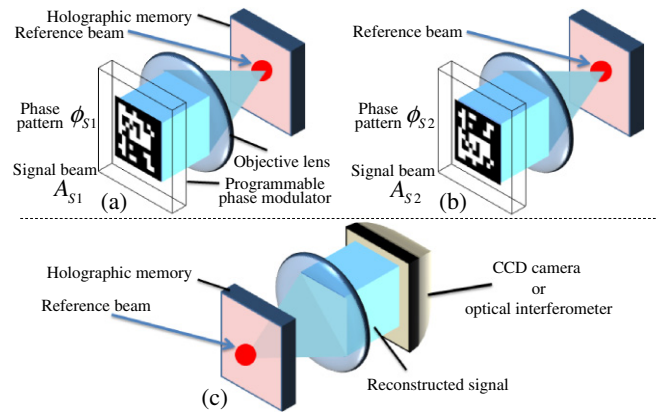 Holographic memory
Reference beam
Phase
pattern ϕS1
Signal beam
AS1
(a)
Objective lens
Programmable
phase modulator
Reference beam
Phase
pattern ϕS2
Signal beam
AS2
(b)
Holographic memory
Reference beam
(c)
CCD camera
or
optical interferometer
Reconstructed signal